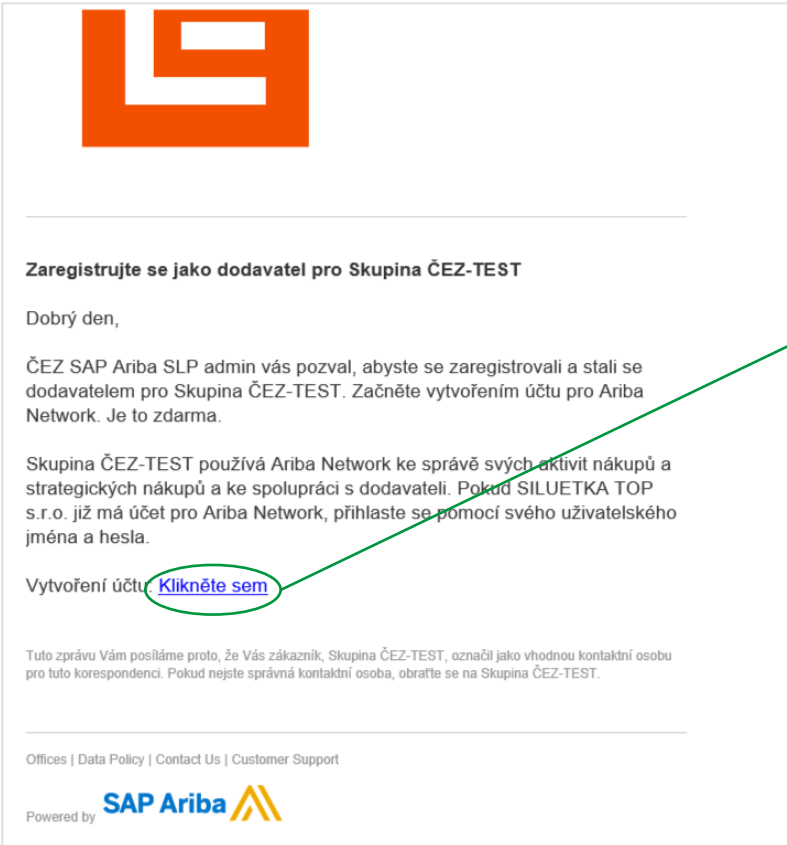 Zaregistrujte se jako dodavatel pro Skupina ČEZ-TEST
Dobrý den,
ČEZ SAP Ariba SLP admin vás pozval, abyste se zaregistrovali a stali se
dodavatelem pro Skupina ČEZ-TEST. Začněte vytvořením účtu pro Ariba
Network. Je to zdarma.
Skupina ČEZ-TEST používá Ariba Network ke správě svých aktivit nákupů a
strategických nákupů a ke spolupráci s dodavateli. Pokud SILUETKA TOP
s.r.o. již má účet pro Ariba Network, přihlaste se pomocí svého uživatelského
jména a hesla.
Vytvoření účtu: Klikněte sem
Tuto zprávu Vám posíláme proto, že Vás zákazník, Skupina ČEZ-TEST, označil jako vhodnou kontaktní osobu
pro tuto korespondenci. Pokud nejste správná kontaktní osoba, obraťte se na Skupina ČEZ-TEST.
Offices | Data Policy | Contact Us | Customer Support
Powered by SAP Ariba